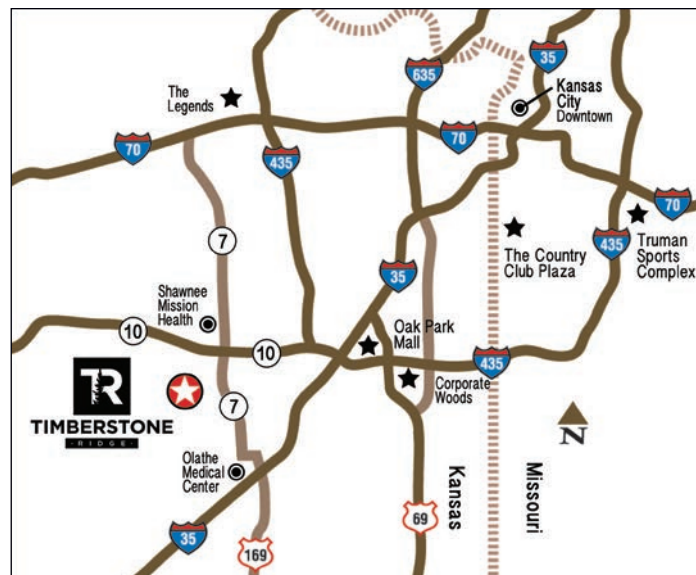 35
635
The
Legends
Kansas
City
Downtown
70
435
70
70
7
The Country
Club Plaza
435
Truman
Sports
Complex
35
Shawnee
Mission
Health
10
10
Oak Park
Mall
435
TR
TIMBERSTONE
RIDGE
7
Corporate
Woods
N
Olathe
Medical
Center
Kansas
Missouri
69
35
169